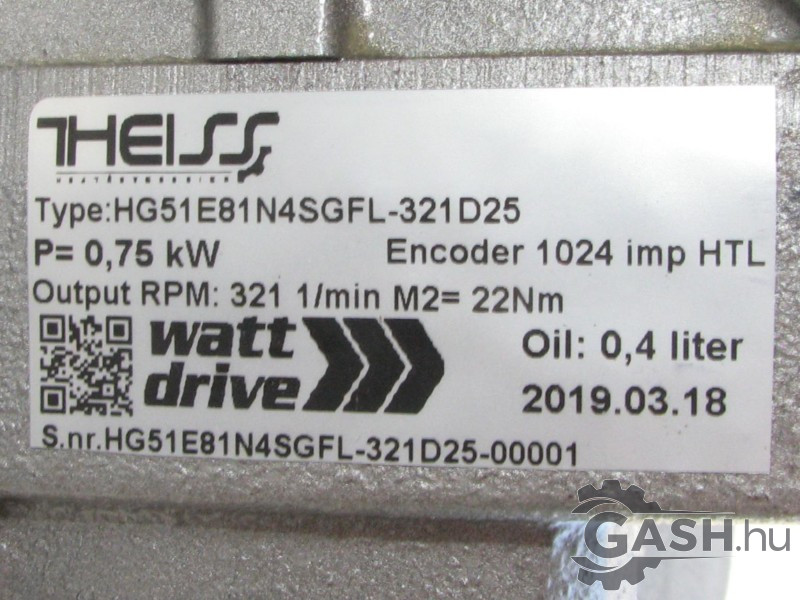 THEISS
HAJTÁSTECHNIKA
Type:HG51E81N4SGFL-321D25
P= 0,75 kW Encoder 1024 imp HTL
Output RPM: 321 1/min M2= 22Nm
watt
drive
Oil: 0,4 liter
2019.03.18
S.nr.HG51E81N4SGFL-321D25-00001
GASH.hu